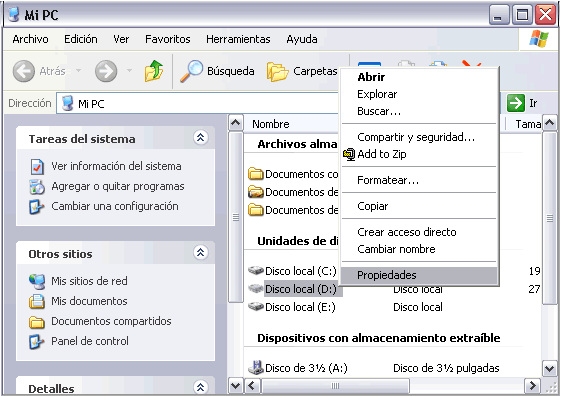 Mi PC
Archivo Edición Ver Favoritos Herramientas Ayuda
Atrás Búsqueda Carpetas
Dirección Mi PC Ir
Tareas del sistema
Ver información del sistema
Agregar o quitar programas
Cambiar una configuración
Otros sitios
Mis sitios de red
Mis documentos
Documentos compartidos
Panel de control
Detalles
Nombre Tama
Archivos alma
Documentos co
Documentos de
Documentos de
Unidades de di
Disco local (C:) 19
Disco local (D:) Disco local 27
Disco local (E:) Disco local
Dispositivos con almacenamiento extraíble
Disco de 3½ (A:) Disco de 3½ pulgadas
Abrir
Explorar
Buscar...
Compartir y seguridad...
Add to Zip
Formatear...
Copiar
Crear acceso directo
Cambiar nombre
Propiedades